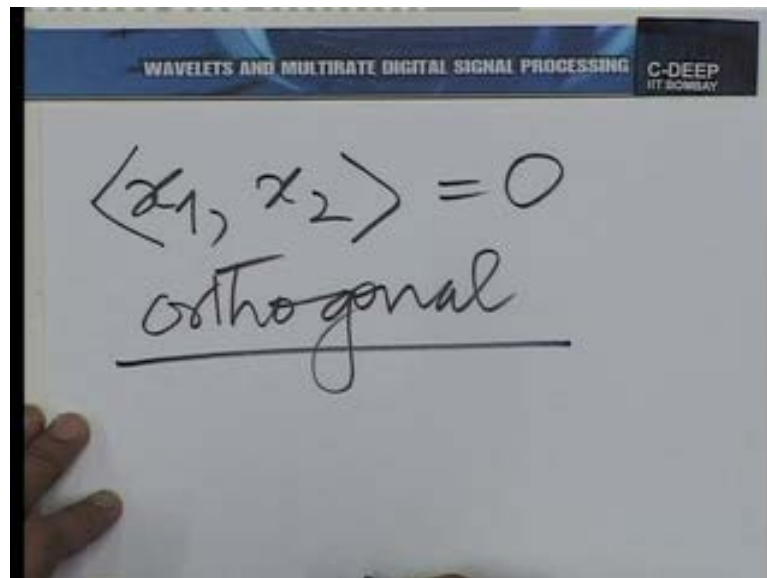 WAVELETS AND MULTIRATE DIGITAL SIGNAL PROCESSING
C-DEEP
IIT BOMBAY
⟨x₁, x₂⟩ = 0
orthogonal